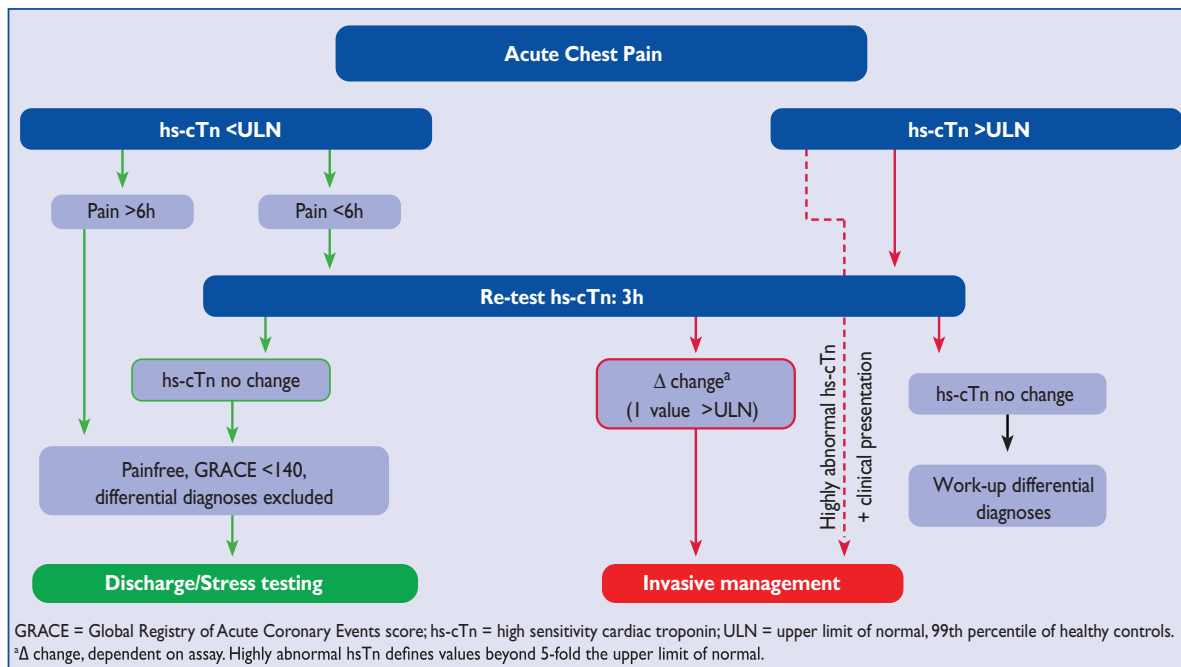 Acute Chest Pain
hs-cTn <ULN
hs-cTn >ULN
Pain >6h
Pain <6h
Re-test hs-cTn: 3h
hs-cTn no change
Δ changeᵃ
(1 value >ULN)
Highly abnormal hs-cTn
+ clinical presentation
hs-cTn no change
Painfree, GRACE <140,
differential diagnoses excluded
Work-up differential
diagnoses
Discharge/Stress testing
Invasive management
GRACE = Global Registry of Acute Coronary Events score; hs-cTn = high sensitivity cardiac troponin; ULN = upper limit of normal, 99th percentile of healthy controls.
ᵃΔ change, dependent on assay. Highly abnormal hsTn defines values beyond 5-fold the upper limit of normal.